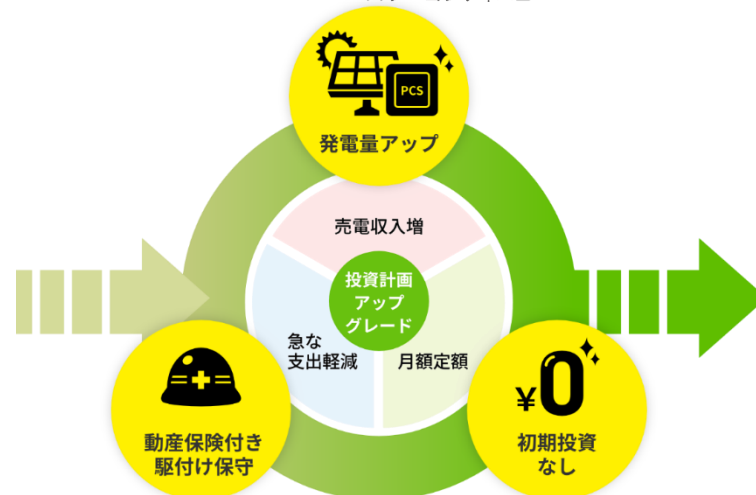 PCS
発電量アップ
売電収入増
投資計画
アップ
グレード
急な
支出軽減
月額定額
動産保険付き
駆付け保守
¥0
初期投資
なし